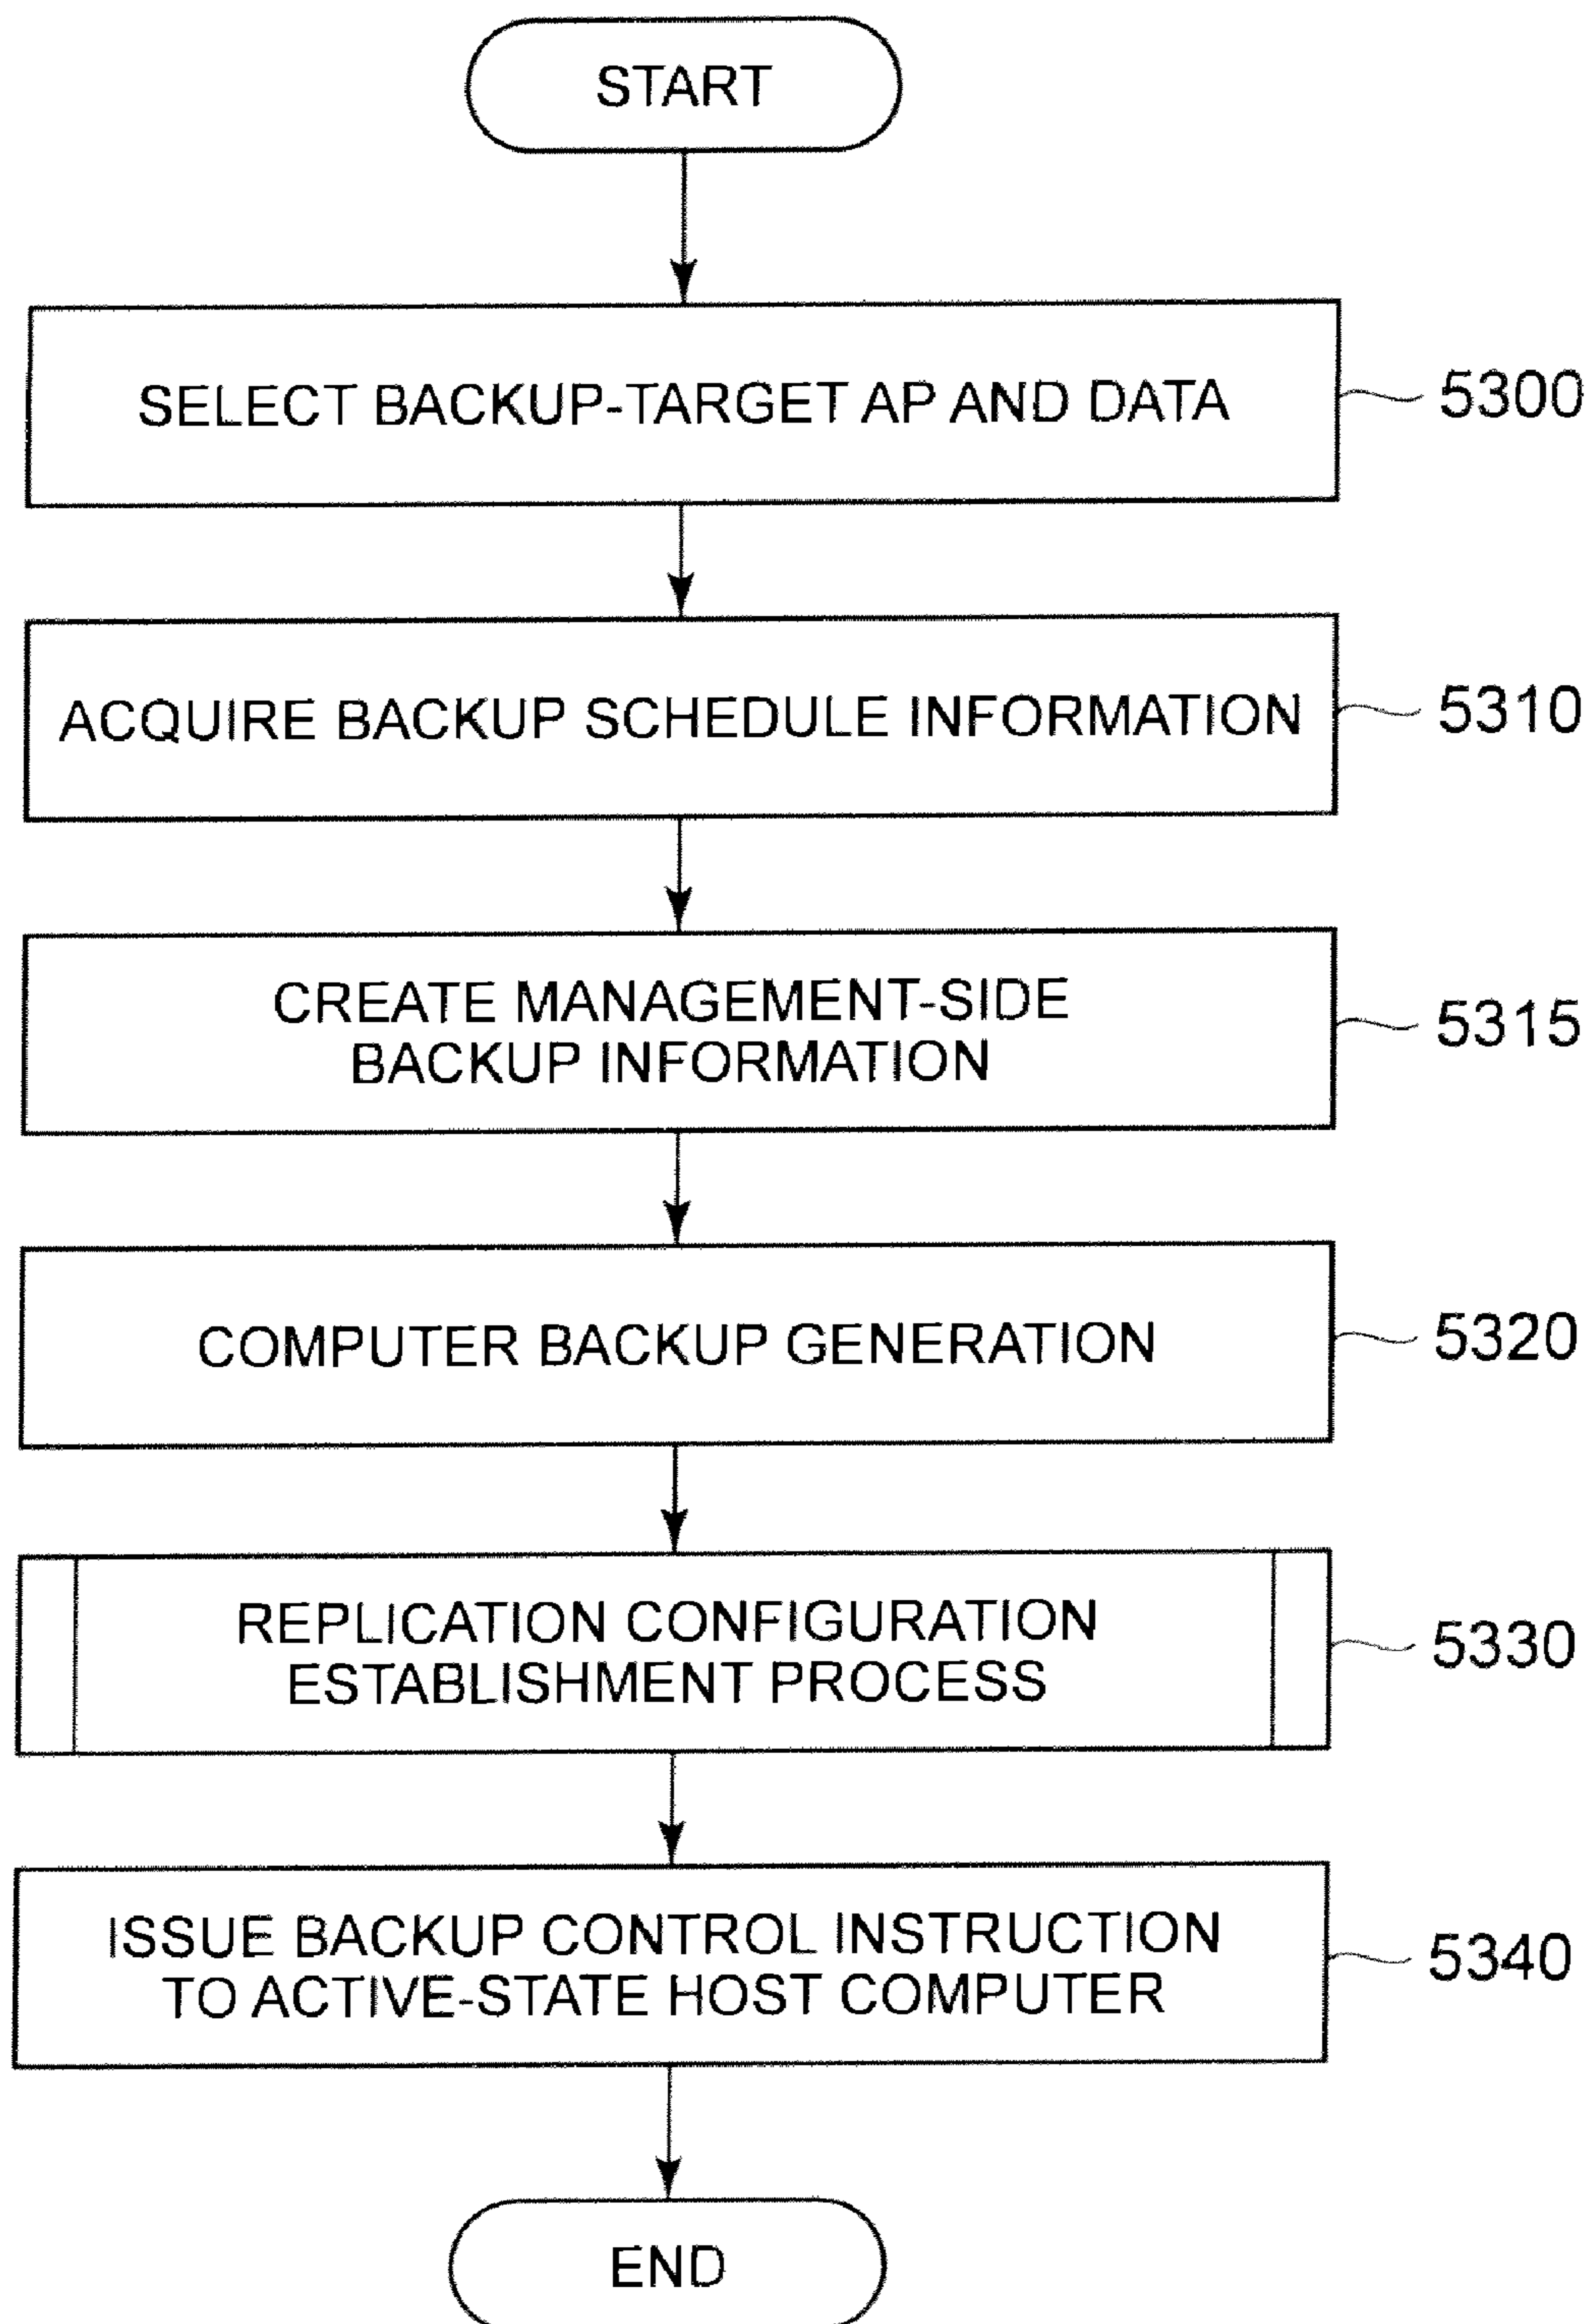 START
SELECT BACKUP-TARGET AP AND DATA
5300
ACQUIRE BACKUP SCHEDULE INFORMATION
5310
CREATE MANAGEMENT-SIDE
BACKUP INFORMATION
5315
COMPUTER BACKUP GENERATION
5320
REPLICATION CONFIGURATION
ESTABLISHMENT PROCESS
5330
ISSUE BACKUP CONTROL INSTRUCTION
TO ACTIVE-STATE HOST COMPUTER
5340
END